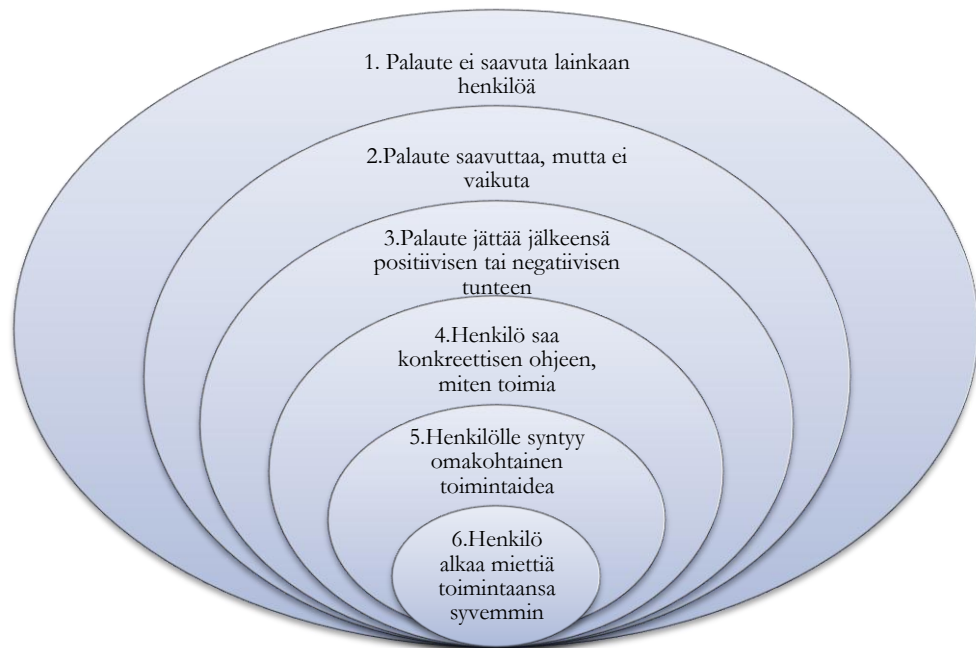 1. Palaute ei saavuta lainkaan
henkilöä
2.Palaute saavuttaa, mutta ei
vaikuta
3.Palaute jättää jälkeensä
positiivisen tai negatiivisen
tunteen
4.Henkilö saa
konkreettisen ohjeen,
miten toimia
5.Henkilölle syntyy
omakohtainen
toimintaidea
6.Henkilö
alkaa miettiä
toimintaansa
syvemmin